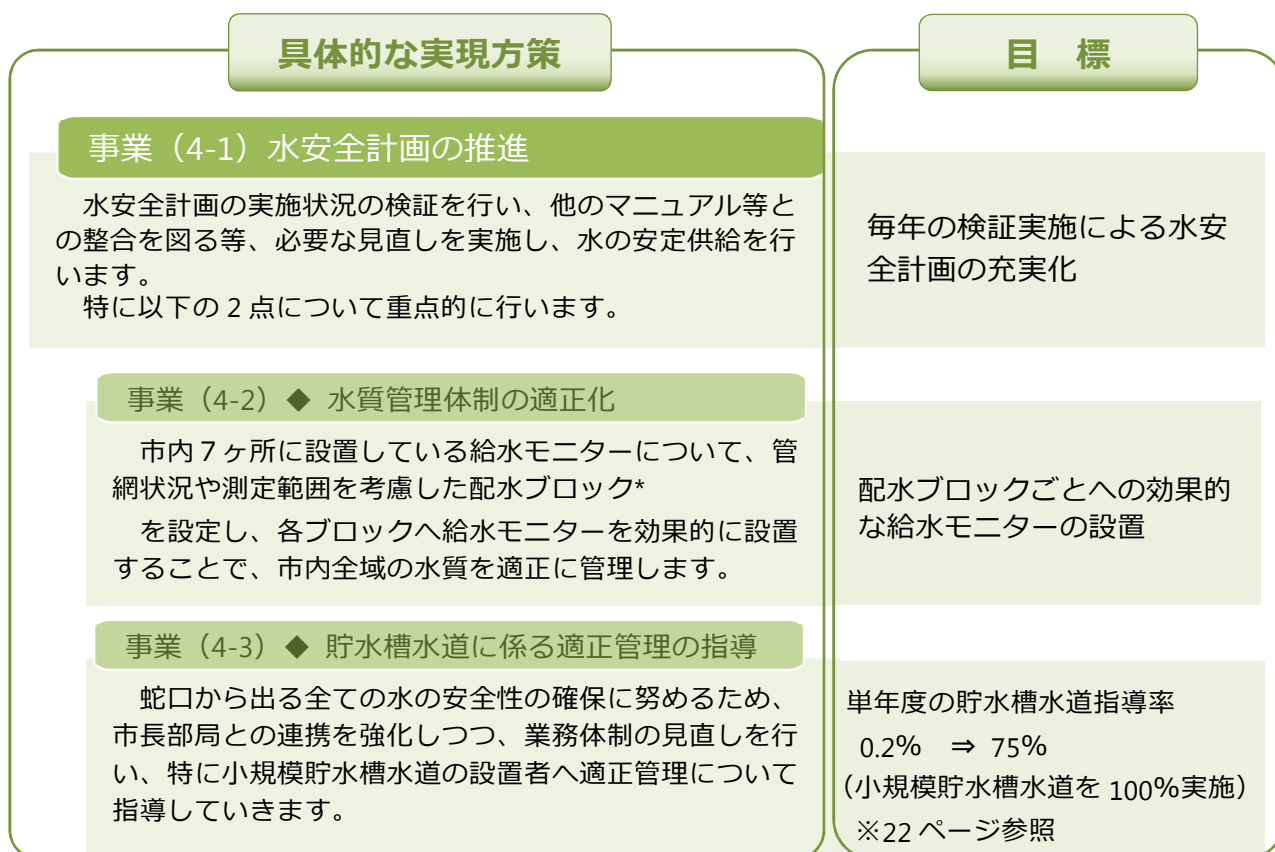 具体的な実現方策
目　標
事業（4-1）水安全計画の推進
水安全計画の実施状況の検証を行い、他のマニュアル等と
の整合を図る等、必要な見直しを実施し、水の安定供給を行
います。
特に以下の 2 点について重点的に行います。
毎年の検証実施による水安
全計画の充実化
事業（4-2）◆ 水質管理体制の適正化
市内７ヶ所に設置している給水モニターについて、管
網状況や測定範囲を考慮した配水ブロック*
を設定し、各ブロックへ給水モニターを効果的に設置
することで、市内全域の水質を適正に管理します。
配水ブロックごとへの効果的
な給水モニターの設置
事業（4-3）◆ 貯水槽水道に係る適正管理の指導
蛇口から出る全ての水の安全性の確保に努めるため、
市長部局との連携を強化しつつ、業務体制の見直しを行
い、特に小規模貯水槽水道の設置者へ適正管理について
指導していきます。
単年度の貯水槽水道指導率
0.2%　⇒ 75%
（小規模貯水槽水道を 100%実施）
※22 ページ参照